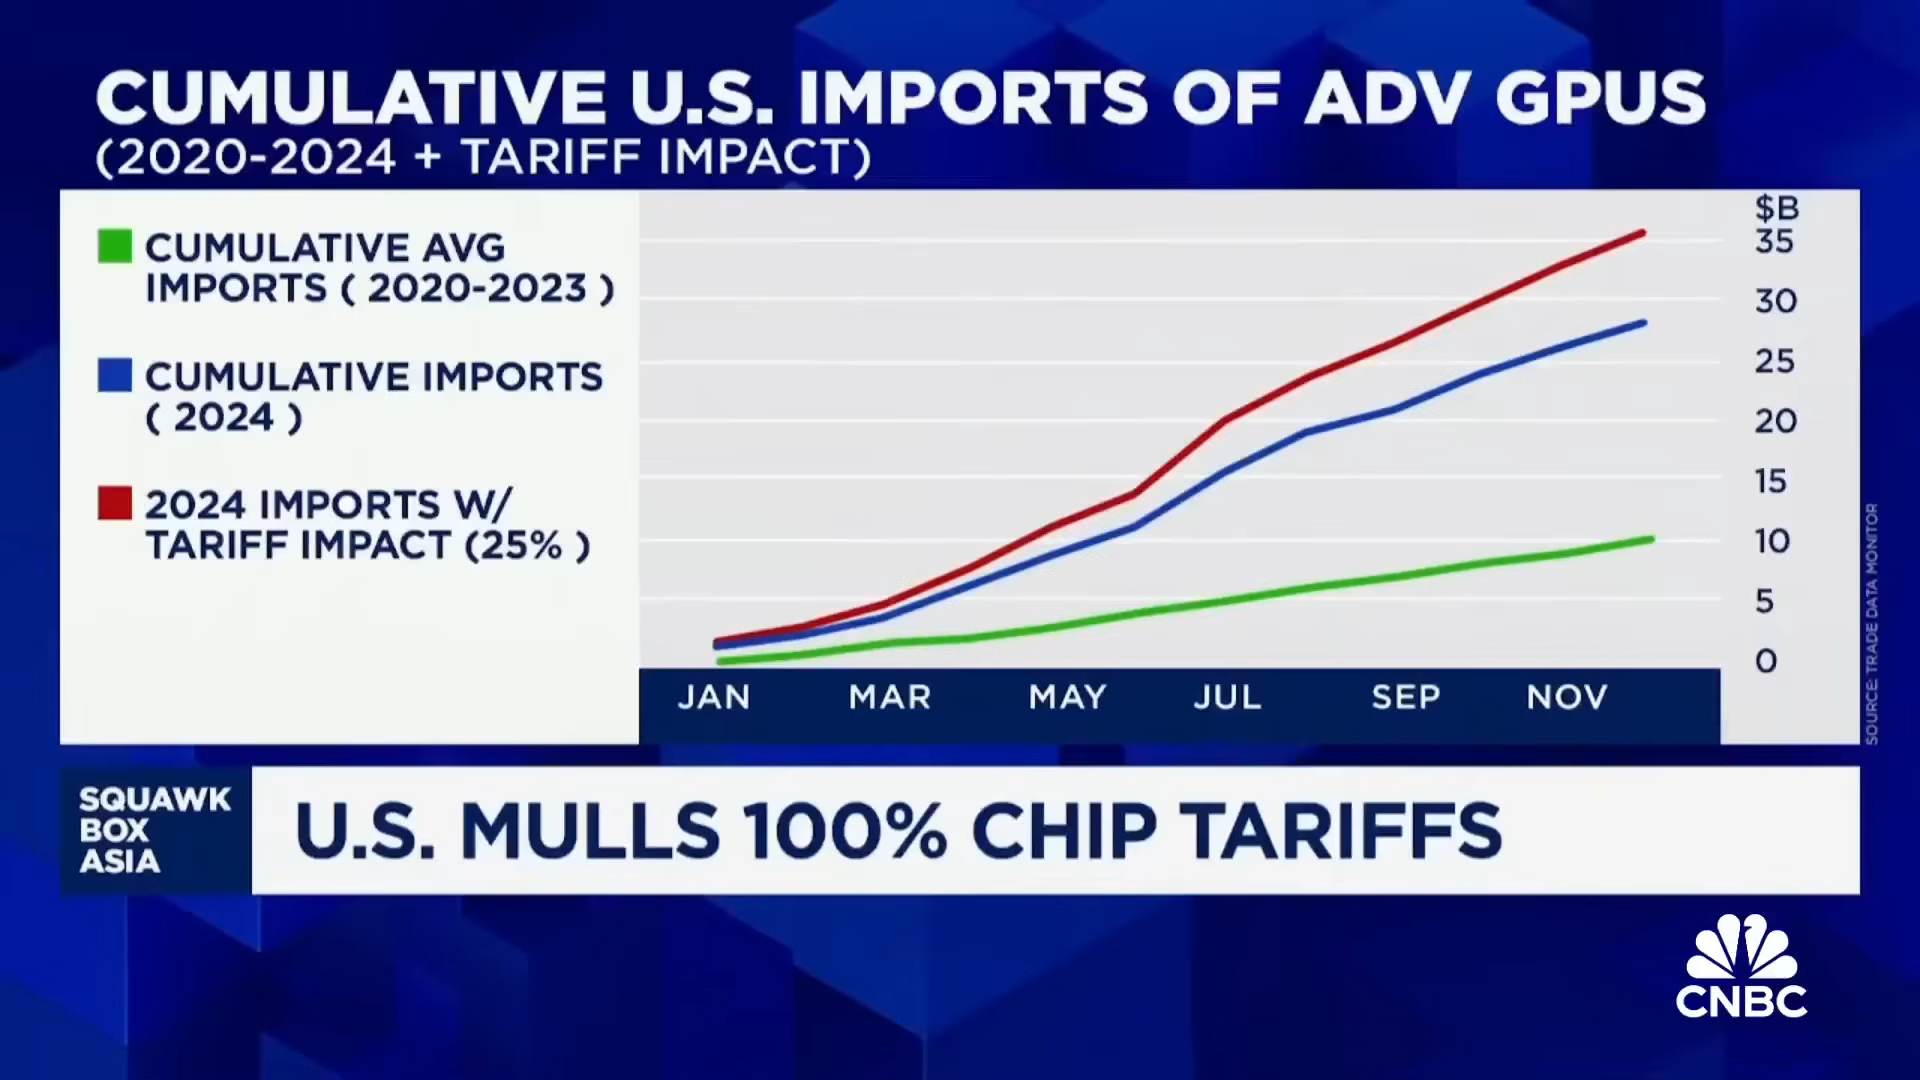 CUMULATIVE U.S. IMPORTS OF ADV GPUS
(2020-2024 + TARIFF IMPACT)
CUMULATIVE AVG
IMPORTS ( 2020-2023 )
CUMULATIVE IMPORTS
( 2024 )
2024 IMPORTS W/
TARIFF IMPACT (25% )
$B
35
30
25
20
15
10
5
0
JAN MAR MAY JUL SEP NOV
SOURCE: TRADE DATA MONITOR
SQUAWK
BOX
ASIA
U.S. MULLS 100% CHIP TARIFFS
CNBC